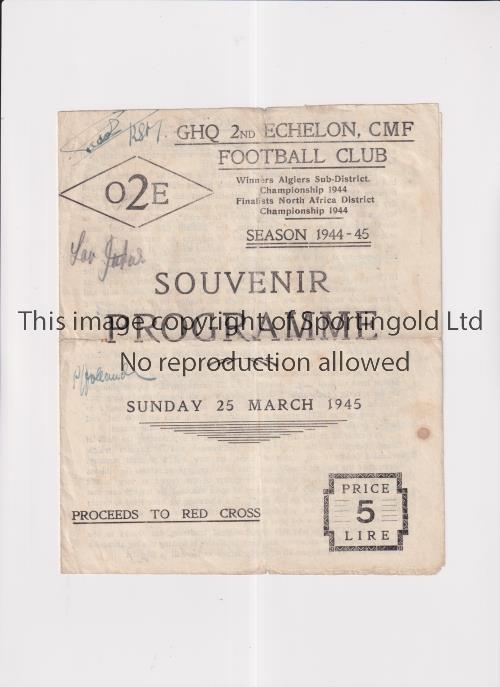 GHQ 2ND ECHELON, CMF
FOOTBALL CLUB
O2E
Winners Algiers Sub-District.
Championship 1944
Finalists North Africa District
Championship 1944
SEASON 1944-45
SOUVENIR
PROGRAMME
This image copyright of Sportingold Ltd
No reproduction allowed
SUNDAY 25 MARCH 1945
PROCEEDS TO RED CROSS
PRICE
5
LIRE